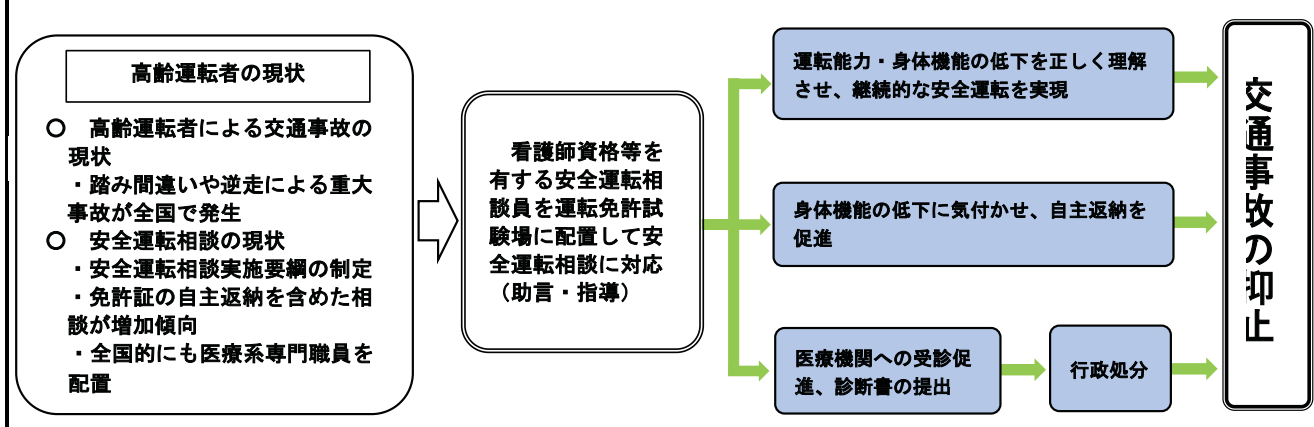 高齢運転者の現状
○ 高齢運転者による交通事故の
現状
・踏み間違いや逆走による重大
事故が全国で発生
○ 安全運転相談の現状
・安全運転相談実施要綱の制定
・免許証の自主返納を含めた相
談が増加傾向
・全国的にも医療系専門職員を
配置
看護師資格等を
有する安全運転相
談員を運転免許試
験場に配置して安
全運転相談に対応
（助言・指導）
運転能力・身体機能の低下を正しく理解
させ、継続的な安全運転を実現
身体機能の低下に気付かせ、自主返納を
促進
医療機関への受診促
進、診断書の提出
行政処分
交通事故の抑止